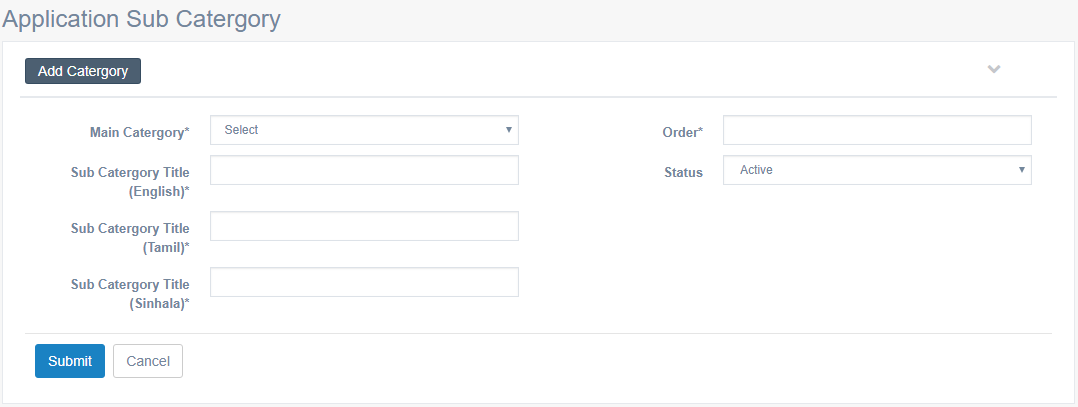 Application Sub Catergory
Add Catergory
Main Catergory*
Select
Order*
Sub Catergory Title
(English)*
Status
Active
Sub Catergory Title
(Tamil)*
Sub Catergory Title
(Sinhala)*
Submit
Cancel